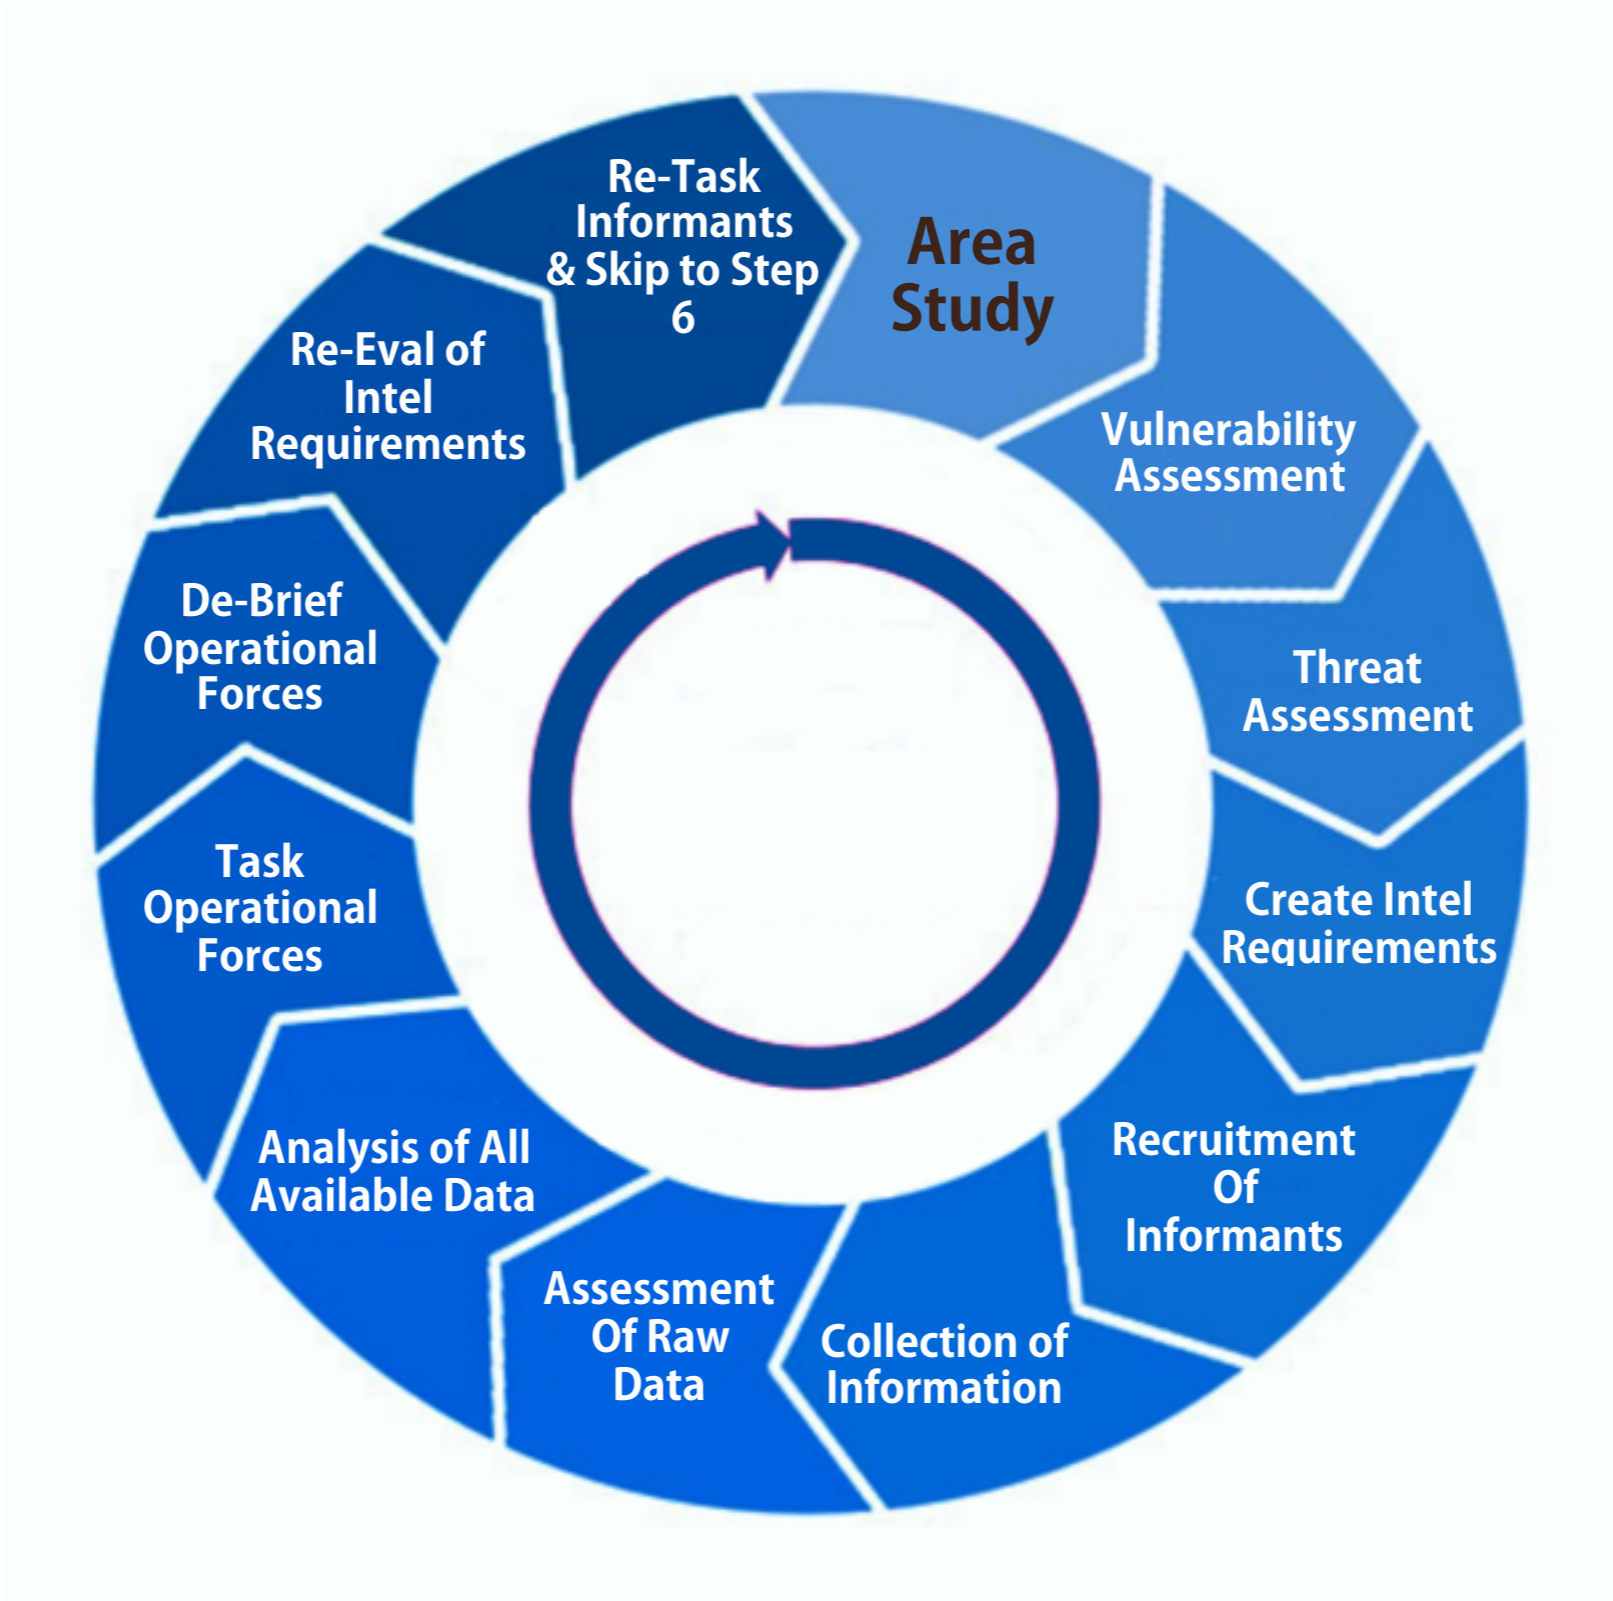 Area
Study
Vulnerability
Assessment
Threat
Assessment
Create Intel
Requirements
Recruitment
Of
Informants
Collection of
Information
Assessment
Of Raw
Data
Analysis of All
Available Data
Task
Operational
Forces
De-Brief
Operational
Forces
Re-Eval of
Intel
Requirements
Re-Task
Informants
& Skip to Step
6